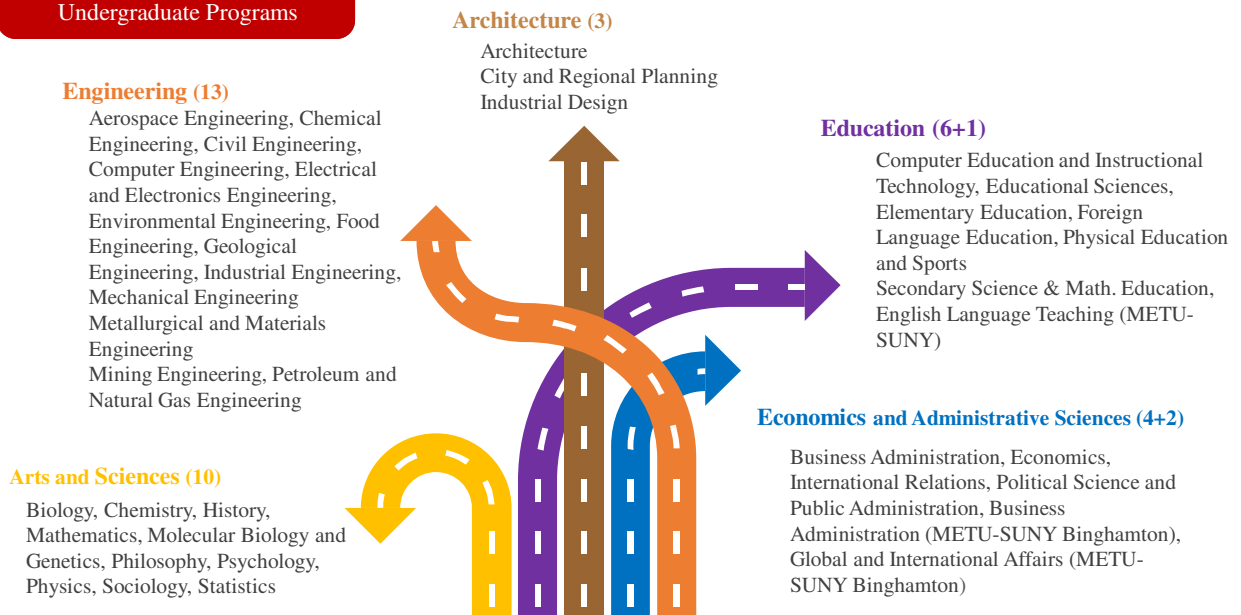 Undergraduate Programs
Architecture (3)
Architecture
City and Regional Planning
Industrial Design
Engineering (13)
Aerospace Engineering, Chemical
Engineering, Civil Engineering,
Computer Engineering, Electrical
and Electronics Engineering,
Environmental Engineering, Food
Engineering, Geological
Engineering, Industrial Engineering,
Mechanical Engineering
Metallurgical and Materials
Engineering
Mining Engineering, Petroleum and
Natural Gas Engineering
Education (6+1)
Computer Education and Instructional
Technology, Educational Sciences,
Elementary Education, Foreign
Language Education, Physical Education
and Sports
Secondary Science & Math. Education,
English Language Teaching (METU-
SUNY)
Economics and Administrative Sciences (4+2)
Business Administration, Economics,
International Relations, Political Science and
Public Administration, Business
Administration (METU-SUNY Binghamton),
Global and International Affairs (METU-
SUNY Binghamton)
Arts and Sciences (10)
Biology, Chemistry, History,
Mathematics, Molecular Biology and
Genetics, Philosophy, Psychology,
Physics, Sociology, Statistics